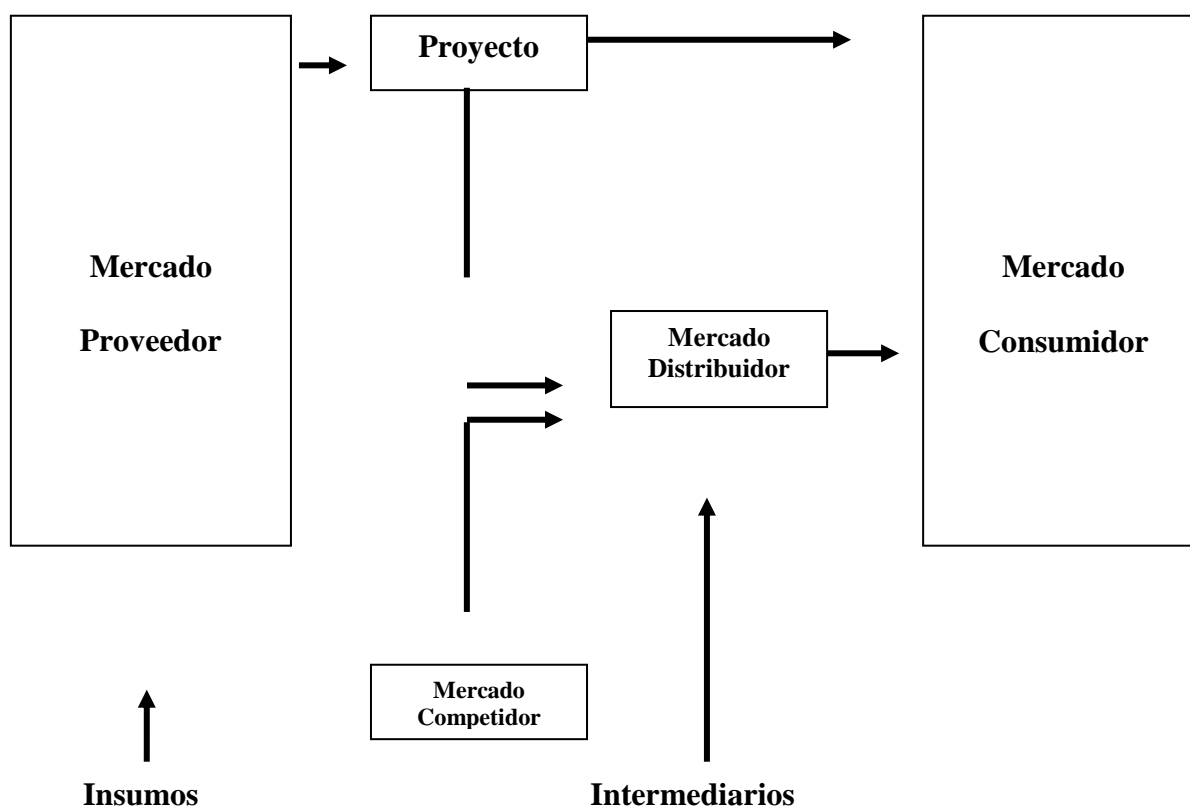 Proyecto
Mercado
Proveedor
Mercado
Consumidor
Mercado
Distribuidor
Mercado
Competidor
Insumos
Intermediarios